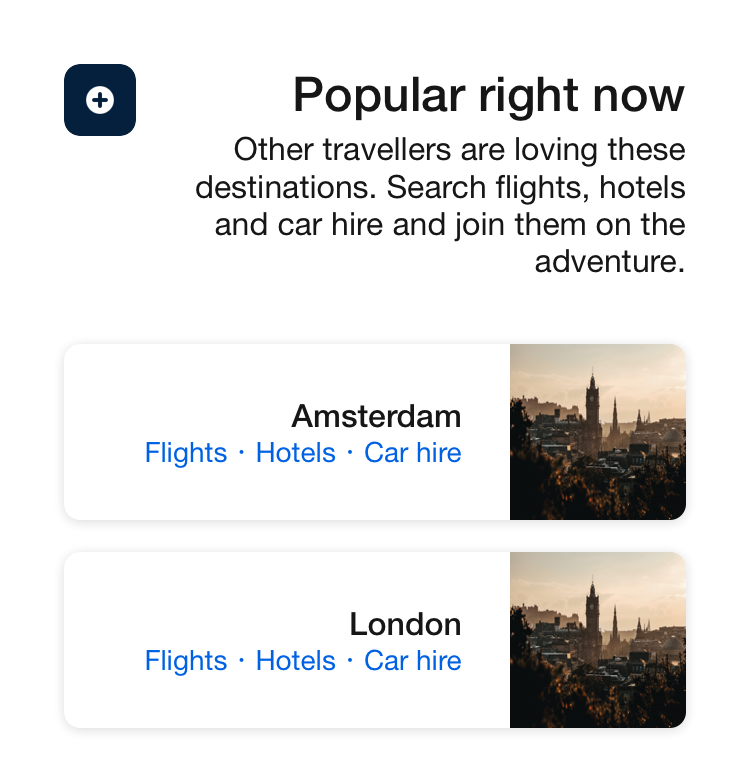 Popular right now
Other travellers are loving these
destinations. Search flights, hotels
and car hire and join them on the
adventure.
Amsterdam
Flights · Hotels · Car hire
London
Flights · Hotels · Car hire